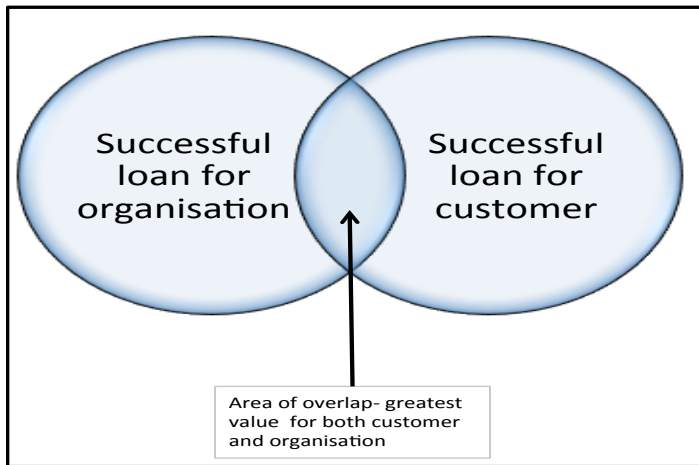 Successful
loan for
organisation
Successful
loan for
customer
Area of overlap- greatest
value for both customer
and organisation